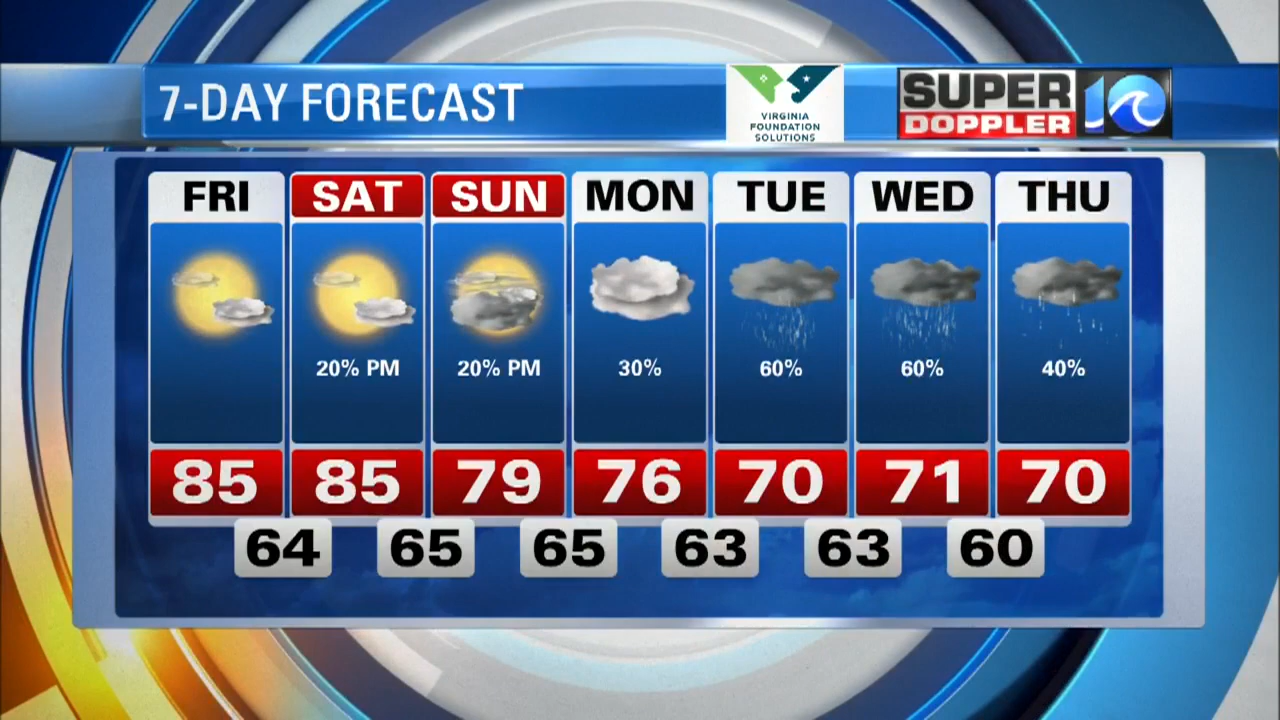 7-DAY FORECAST
VIRGINIA
FOUNDATION
SOLUTIONS
SUPER
DOPPLER
10
FRI SAT SUN MON TUE WED THU
20% PM 20% PM 30% 60% 60% 40%
85 85 79 76 70 71 70
64 65 65 63 63 60